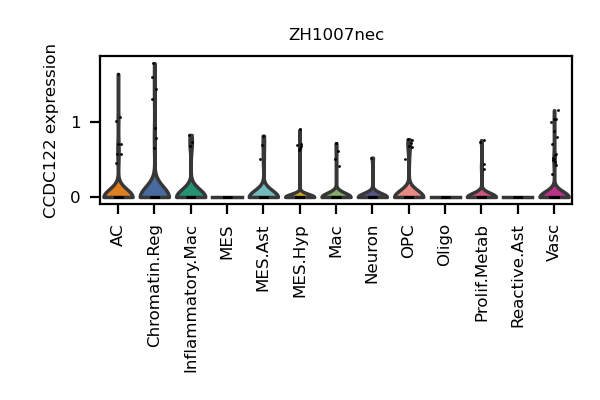 ZH1007nec
CCDC122 expression
1
0
AC
Chromatin.Reg
Inflammatory.Mac
MES
MES.Ast
MES.Hyp
Mac
Neuron
OPC
Oligo
Prolif.Metab
Reactive.Ast
Vasc